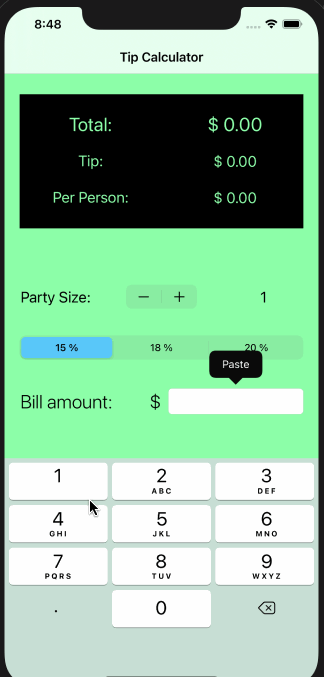 8:48
Tip Calculator
Total: $ 0.00
Tip: $ 0.00
Per Person: $ 0.00
Party Size: − + 1
15 % 18 % 20 %
Paste
Bill amount: $
1 2 3
ABC DEF
4 5 6
GHI JKL MNO
7 8 9
PQRS TUV WXYZ
. 0